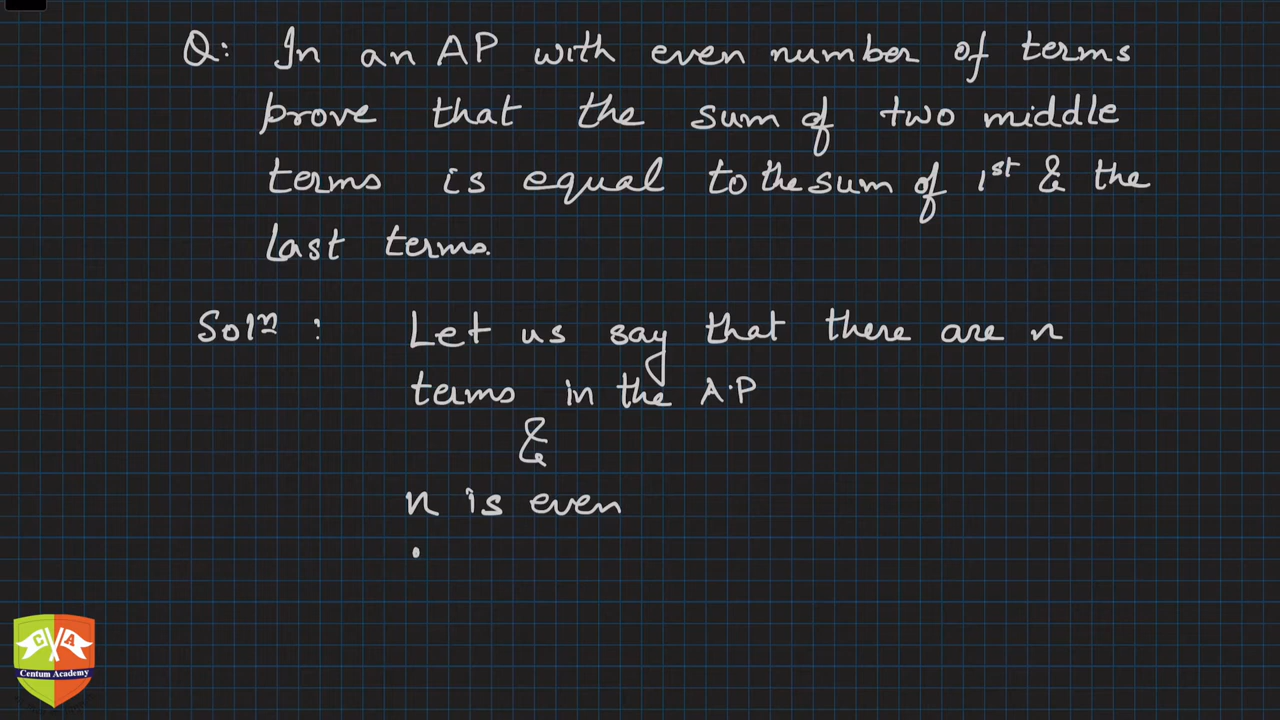 Q: In an AP with even number of terms
prove that the sum of two middle
terms is equal to the sum of 1st & the
last terms.
Soln : Let us say that there are n
terms in the A.P
&
n is even
C A
Centum Academy